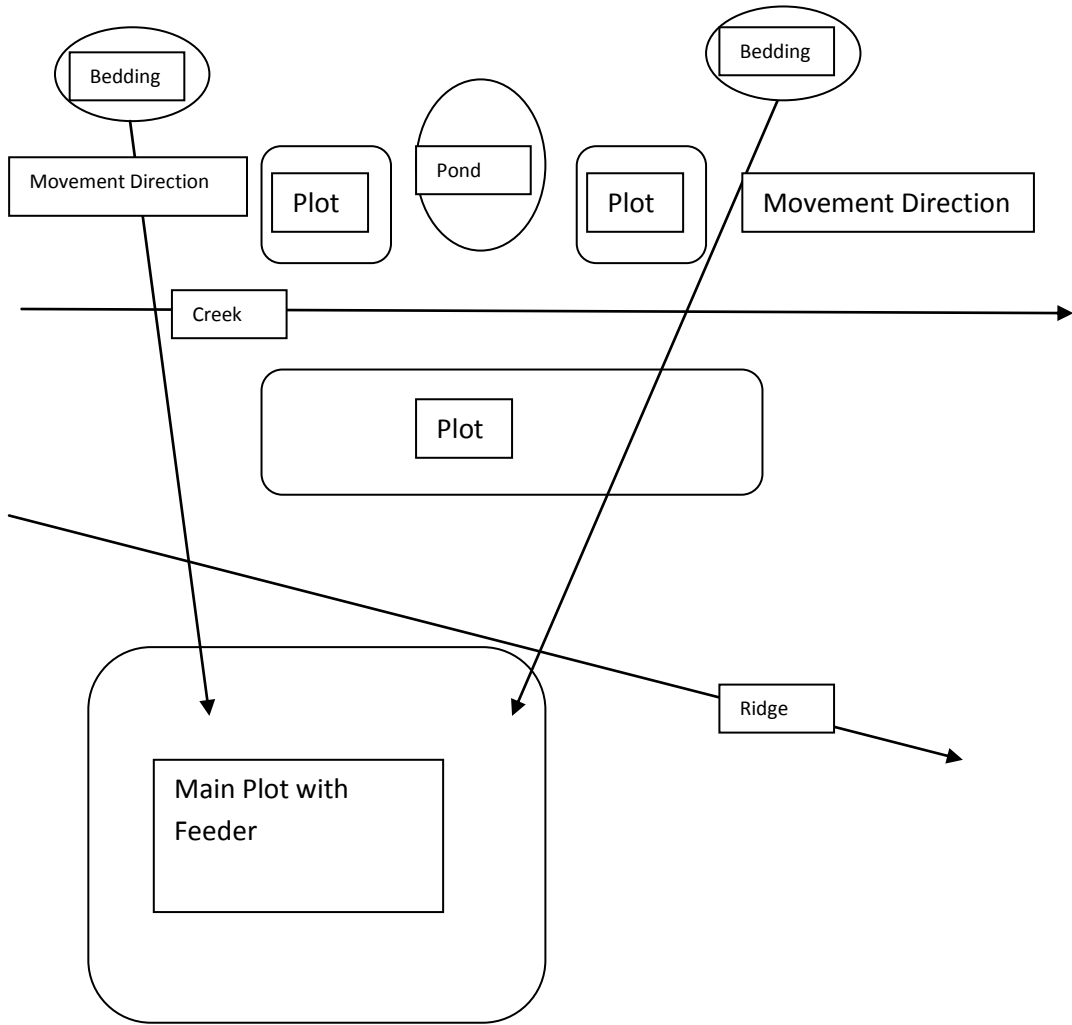 Bedding
Bedding
Movement Direction
Plot
Pond
Plot
Movement Direction
Creek
Plot
Ridge
Main Plot with
Feeder